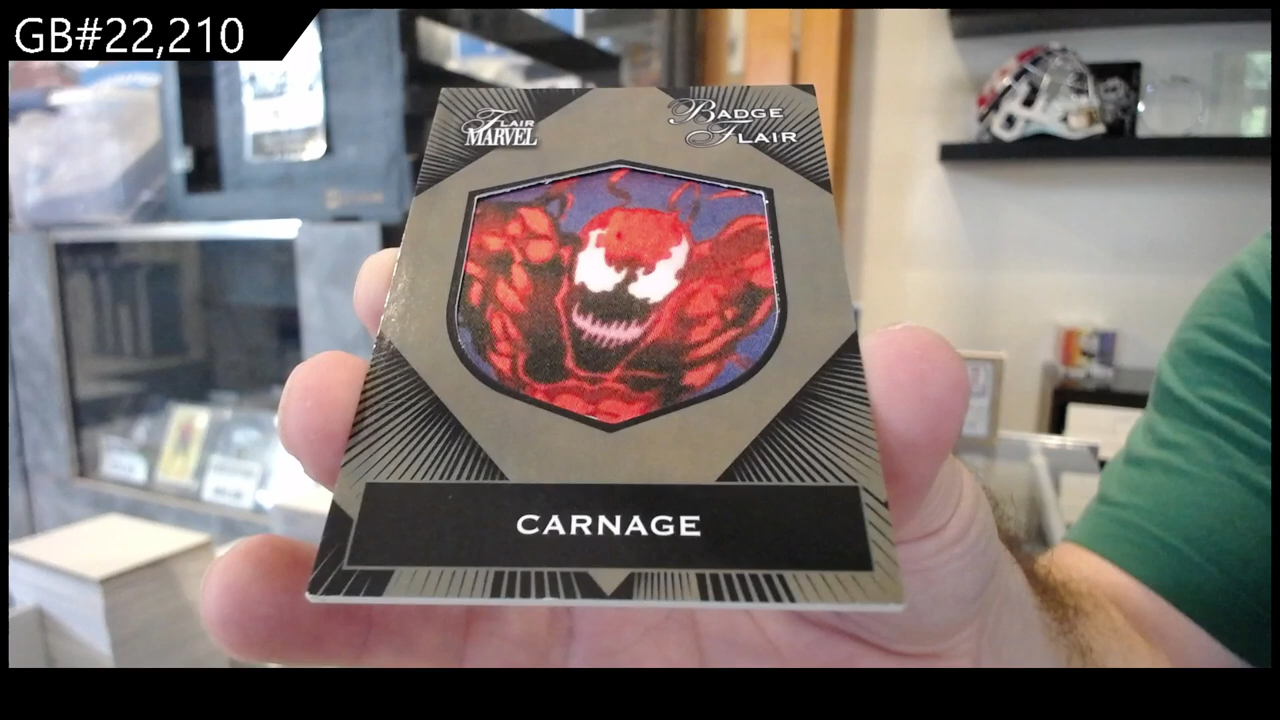 GB#22,210
FLAIR
MARVEL
BADGE
FLAIR
CARNAGE